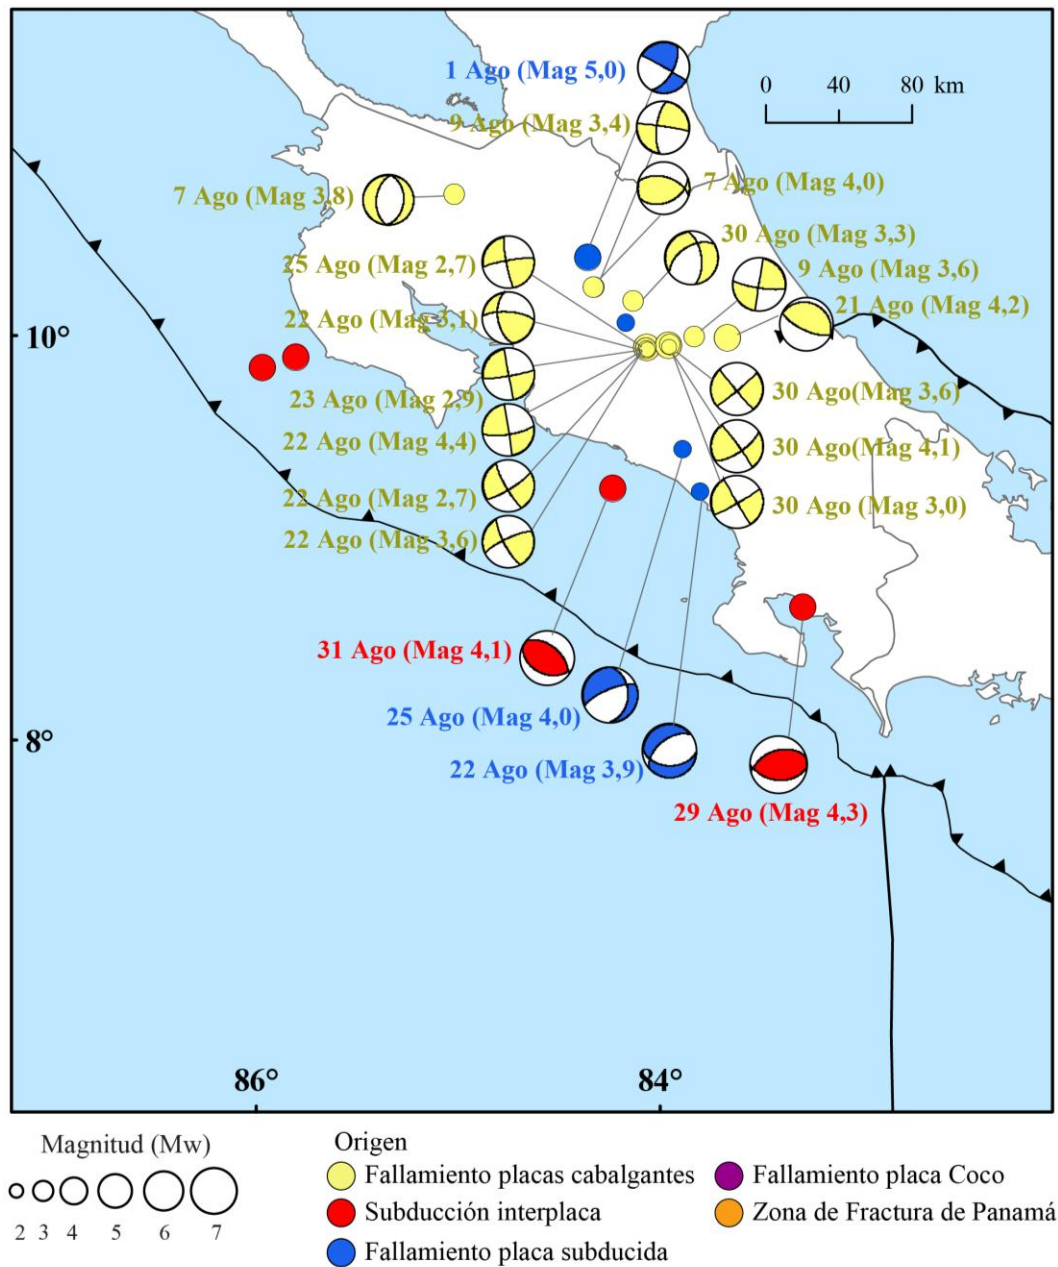 1 Ago (Mag 5,0)
0 40 80 km
9 Ago (Mag 3,4)
7 Ago (Mag 3,8)
7 Ago (Mag 4,0)
30 Ago (Mag 3,3)
25 Ago (Mag 2,7)
9 Ago (Mag 3,6)
21 Ago (Mag 4,2)
22 Ago (Mag 3,1)
10°
23 Ago (Mag 2,9)
30 Ago(Mag 3,6)
22 Ago (Mag 4,4)
30 Ago(Mag 4,1)
22 Ago (Mag 2,7)
30 Ago (Mag 3,0)
22 Ago (Mag 3,6)
31 Ago (Mag 4,1)
25 Ago (Mag 4,0)
8°
22 Ago (Mag 3,9)
29 Ago (Mag 4,3)
86° 84°
Magnitud (Mw)
2 3 4 5 6 7
Origen
Fallamiento placas cabalgantes
Subducción interplaca
Fallamiento placa subducida
Fallamiento placa Coco
Zona de Fractura de Panamá